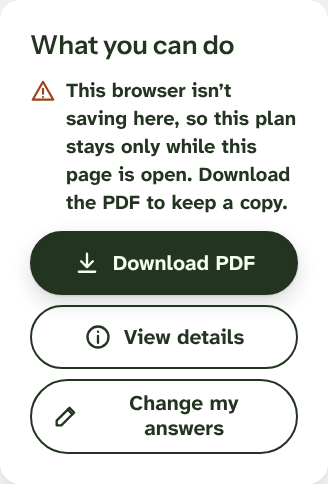 What you can do
This browser isn’t
saving here, so this plan
stays only while this
page is open. Download
the PDF to keep a copy.
Download PDF
View details
Change my
answers